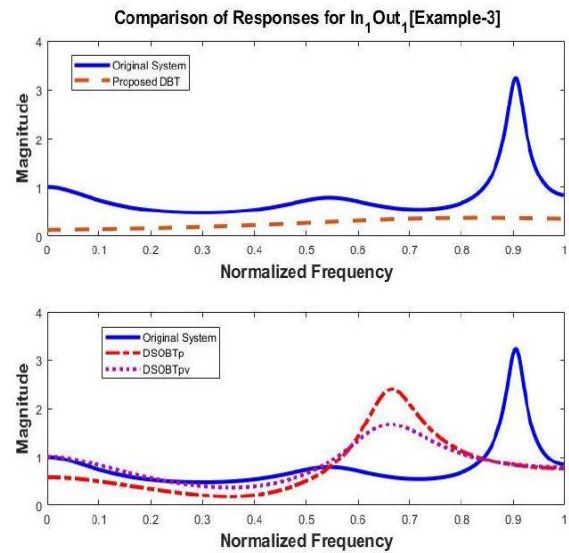 Comparison of Responses for In1Out1[Example-3]
4
3
2
1
0
Magnitude
Original System
Proposed DBT
0 0.1 0.2 0.3 0.4 0.5 0.6 0.7 0.8 0.9 1
Normalized Frequency
4
3
2
1
0
Magnitude
Original System
DSOBTp
DSOBTpv
0 0.1 0.2 0.3 0.4 0.5 0.6 0.7 0.8 0.9 1
Normalized Frequency